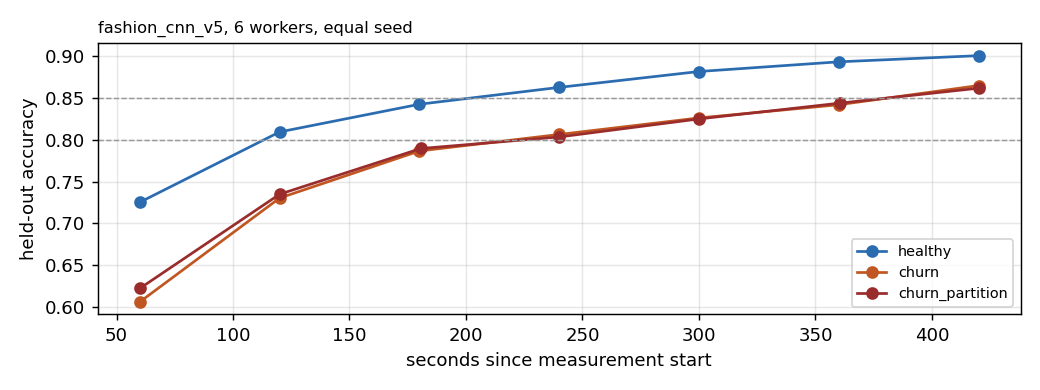 fashion_cnn_v5, 6 workers, equal seed
held-out accuracy
0.90
0.85
0.80
0.75
0.70
0.65
0.60
healthy
churn
churn_partition
50 100 150 200 250 300 350 400
seconds since measurement start